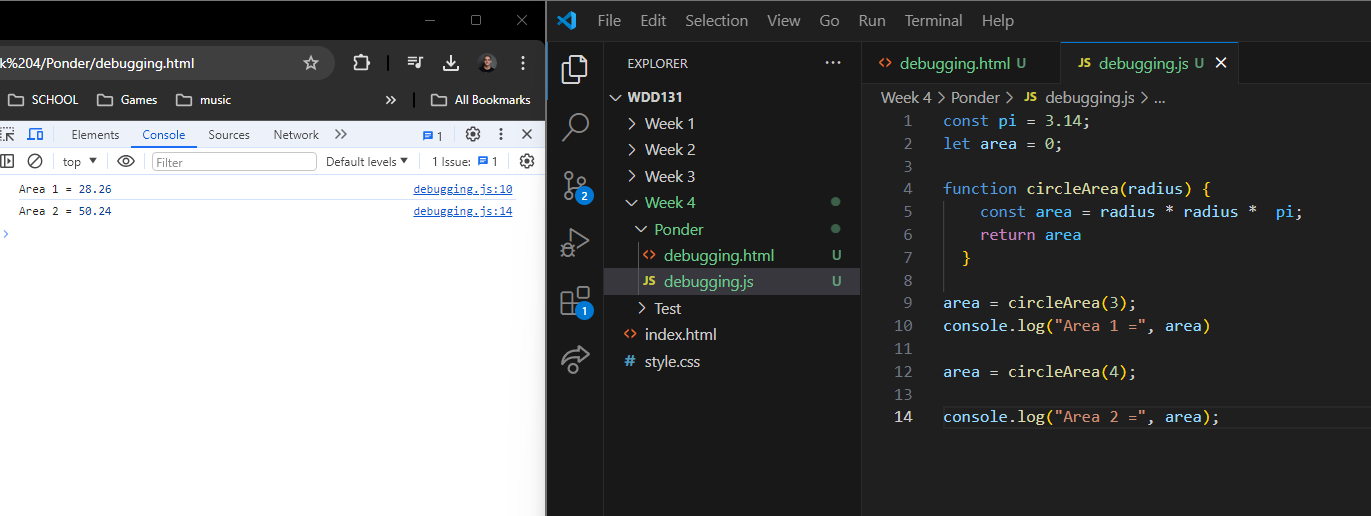 File Edit Selection View Go Run Terminal Help
k%204/Ponder/debugging.html
SCHOOL Games music » All Bookmarks
Elements Console Sources Network » 1
top Filter Default levels 1 Issue: 1
Area 1 = 28.26 debugging.js:10
Area 2 = 50.24 debugging.js:14
EXPLORER ...
WDD131
Week 1
Week 2
Week 3
Week 4
Ponder
debugging.html U
JS debugging.js U
Test
index.html
# style.css
2
1
debugging.html U JS debugging.js U
Week 4 > Ponder > JS debugging.js > ...
1 const pi = 3.14;
2 let area = 0;
3
4 function circleArea(radius) {
5 const area = radius * radius *  pi;
6 return area
7 }
8
9 area = circleArea(3);
10 console.log("Area 1 =", area)
11
12 area = circleArea(4);
13
14 console.log("Area 2 =", area);